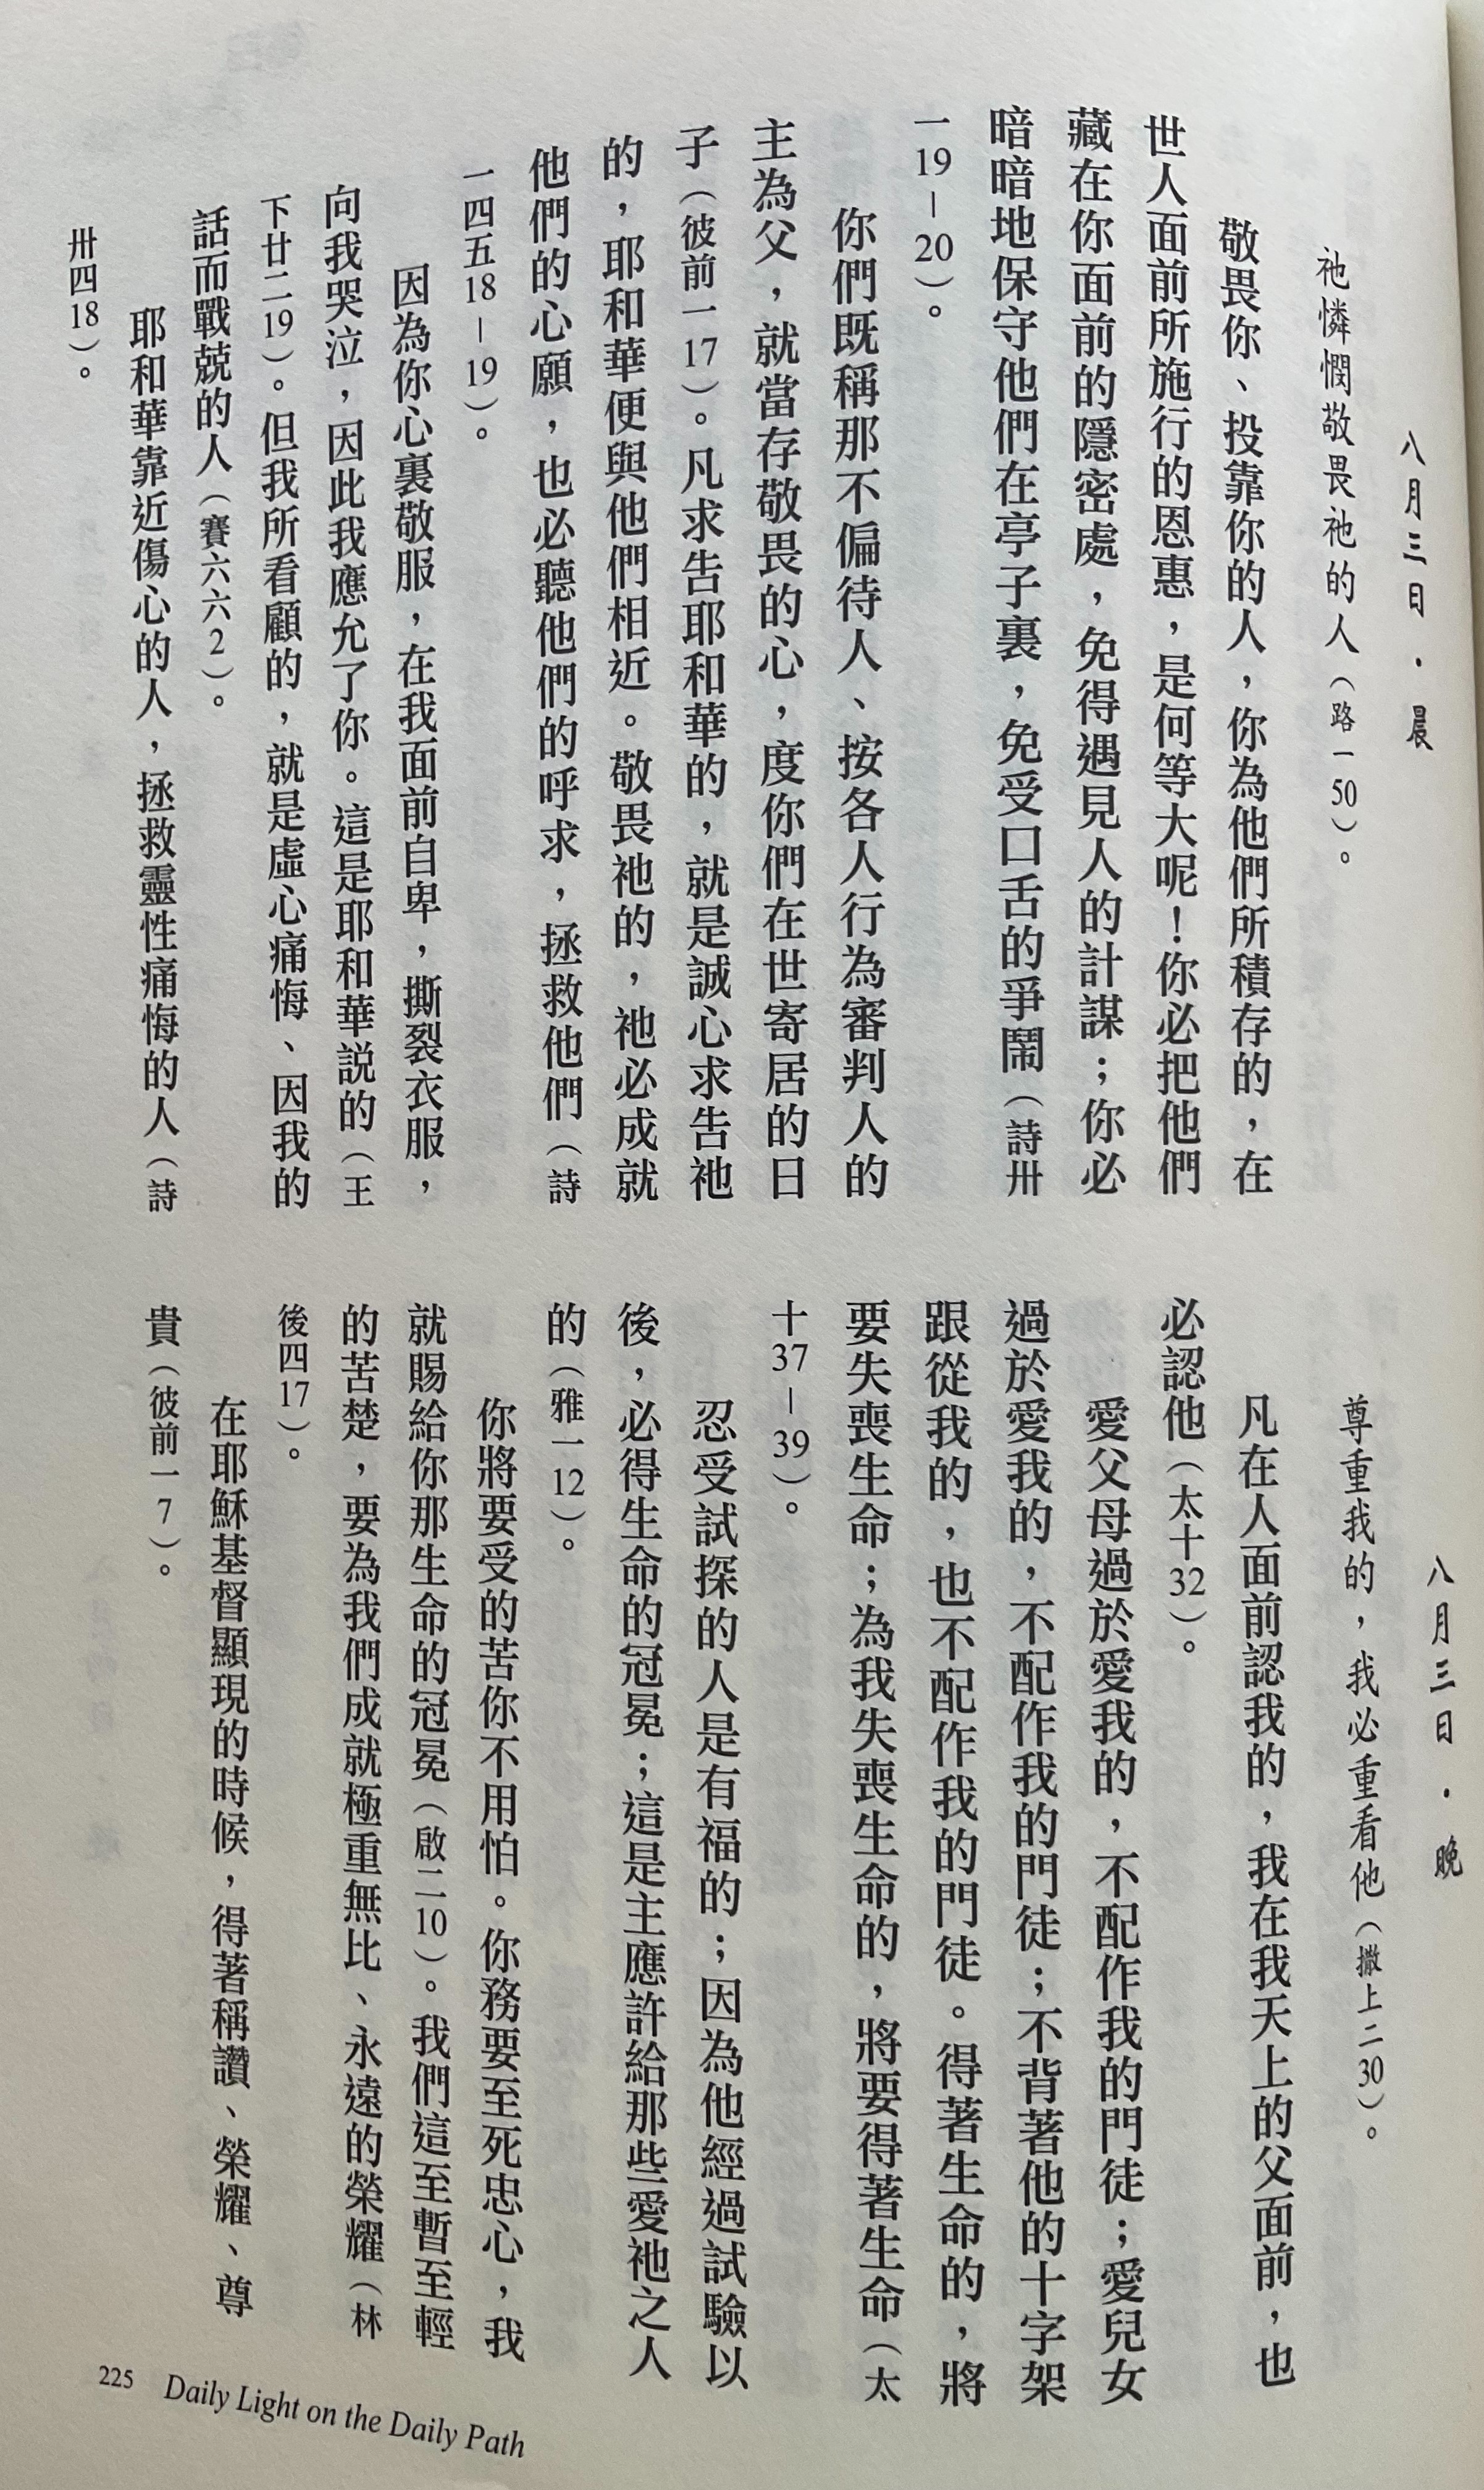 八月三日．晨
祂憐憫敬畏祂的人（路一50）。
敬畏你、投靠你的人，你為他們所積存的，在
世人面前所施行的恩惠，是何等大呢！你必把他們
藏在你面前的隱密處，免得遇見人的計謀；你必
暗暗地保守他們在亭子裏，免受口舌的爭鬧（詩卅
一19－20）。
你們既稱那不偏待人、按各人行為審判人的
主為父，就當存敬畏的心，度你們在世寄居的日
子（彼前一17）。凡求告耶和華的，就是誠心求告祂
的，耶和華便與他們相近。敬畏祂的，祂必成就
他們的心願，也必聽他們的呼求，拯救他們（詩
一四五18－19）。
因為你心裏敬服，在我面前自卑，撕裂衣服，
向我哭泣，因此我應允了你。這是耶和華説的（王
下廿二19）。但我所看顧的，就是虛心痛悔、因我的
話而戰兢的人（賽六六2）。
耶和華靠近傷心的人，拯救靈性痛悔的人（詩
卅四18）。
八月三日．晚
尊重我的，我必重看他（撒上二30）。
凡在人面前認我的，我在我天上的父面前，也
必認他（太十32）。
愛父母過於愛我的，不配作我的門徒；愛兒女
過於愛我的，不配作我的門徒；不背著他的十字架
跟從我的，也不配作我的門徒。得著生命的，將
要失喪生命；為我失喪生命的，將要得著生命（太
十37－39）。
忍受試探的人是有福的；因為他經過試驗以
後，必得生命的冠冕；這是主應許給那些愛祂之人
的（雅一12）。
你將要受的苦你不用怕。你務要至死忠心，我
就賜給你那生命的冠冕（啟二10）。我們這至暫至輕
的苦楚，要為我們成就極重無比、永遠的榮耀（林
後四17）。
在耶穌基督顯現的時候，得著稱讚、榮耀、尊
貴（彼前一7）。
225 Daily Light on the Daily Path